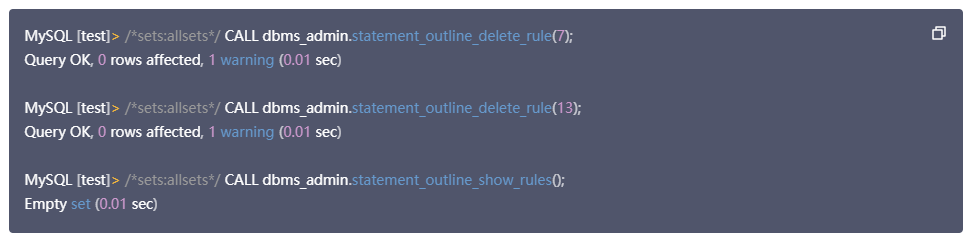 MySQL [test]> /*sets:allsets*/ CALL dbms_admin.statement_outline_delete_rule(7);
Query OK, 0 rows affected, 1 warning (0.01 sec)
MySQL [test]> /*sets:allsets*/ CALL dbms_admin.statement_outline_delete_rule(13);
Query OK, 0 rows affected, 1 warning (0.01 sec)
MySQL [test]> /*sets:allsets*/ CALL dbms_admin.statement_outline_show_rules();
Empty set (0.01 sec)